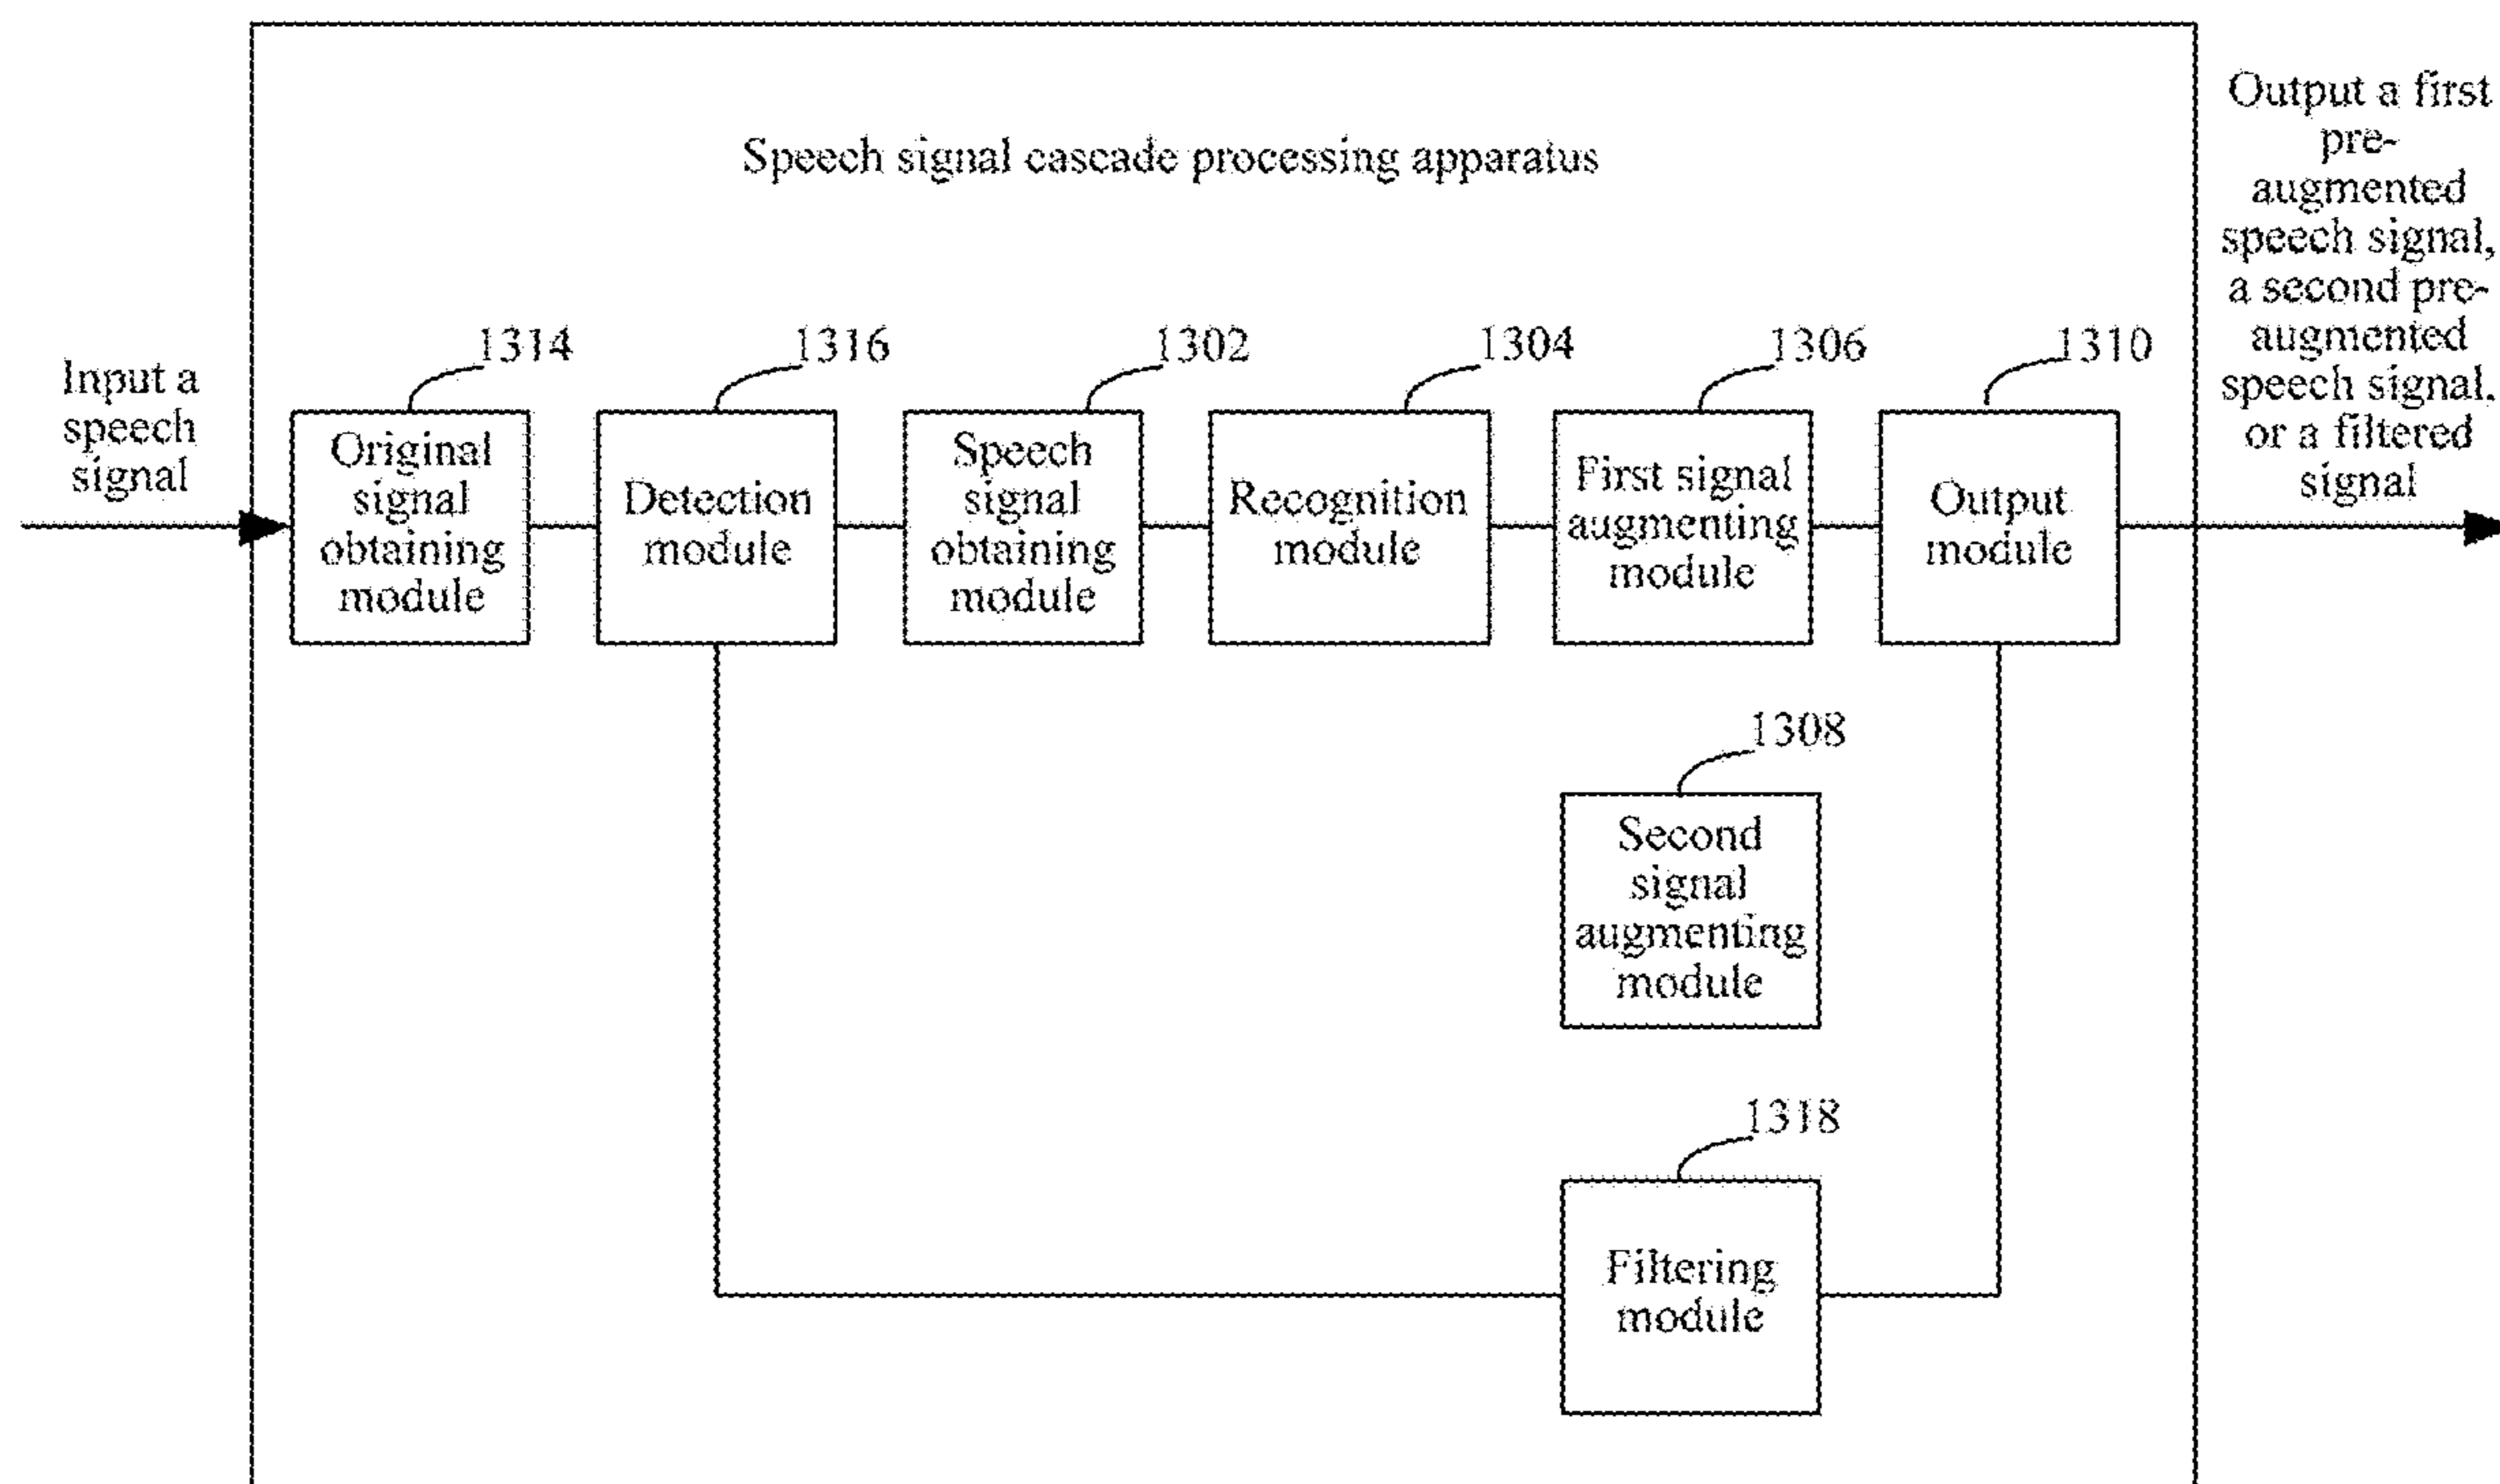 Speech signal cascade processing apparatus
Input a
speech
signal
1314
Original
signal
obtaining
module
1316
Detection
module
1302
Speech
signal
obtaining
module
1304
Recognition
module
1306
First signal
augmenting
module
1310
Output
module
Output a first
pre-
augmented
speech signal,
a second pre-
augmented
speech signal,
or a filtered
signal
1308
Second
signal
augmenting
module
1318
Filtering
module